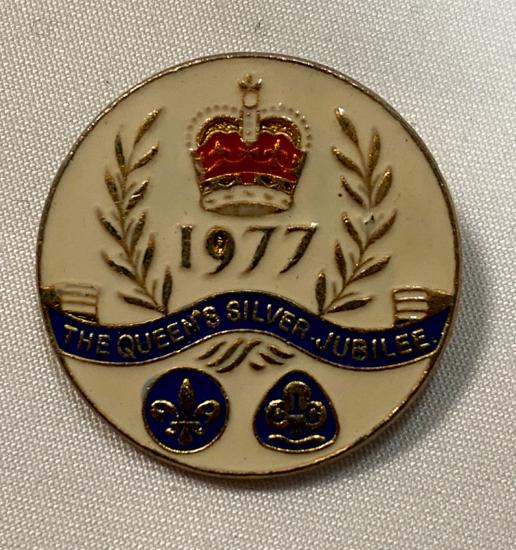 1977
THE QUEEN'S SILVER JUBILEE.